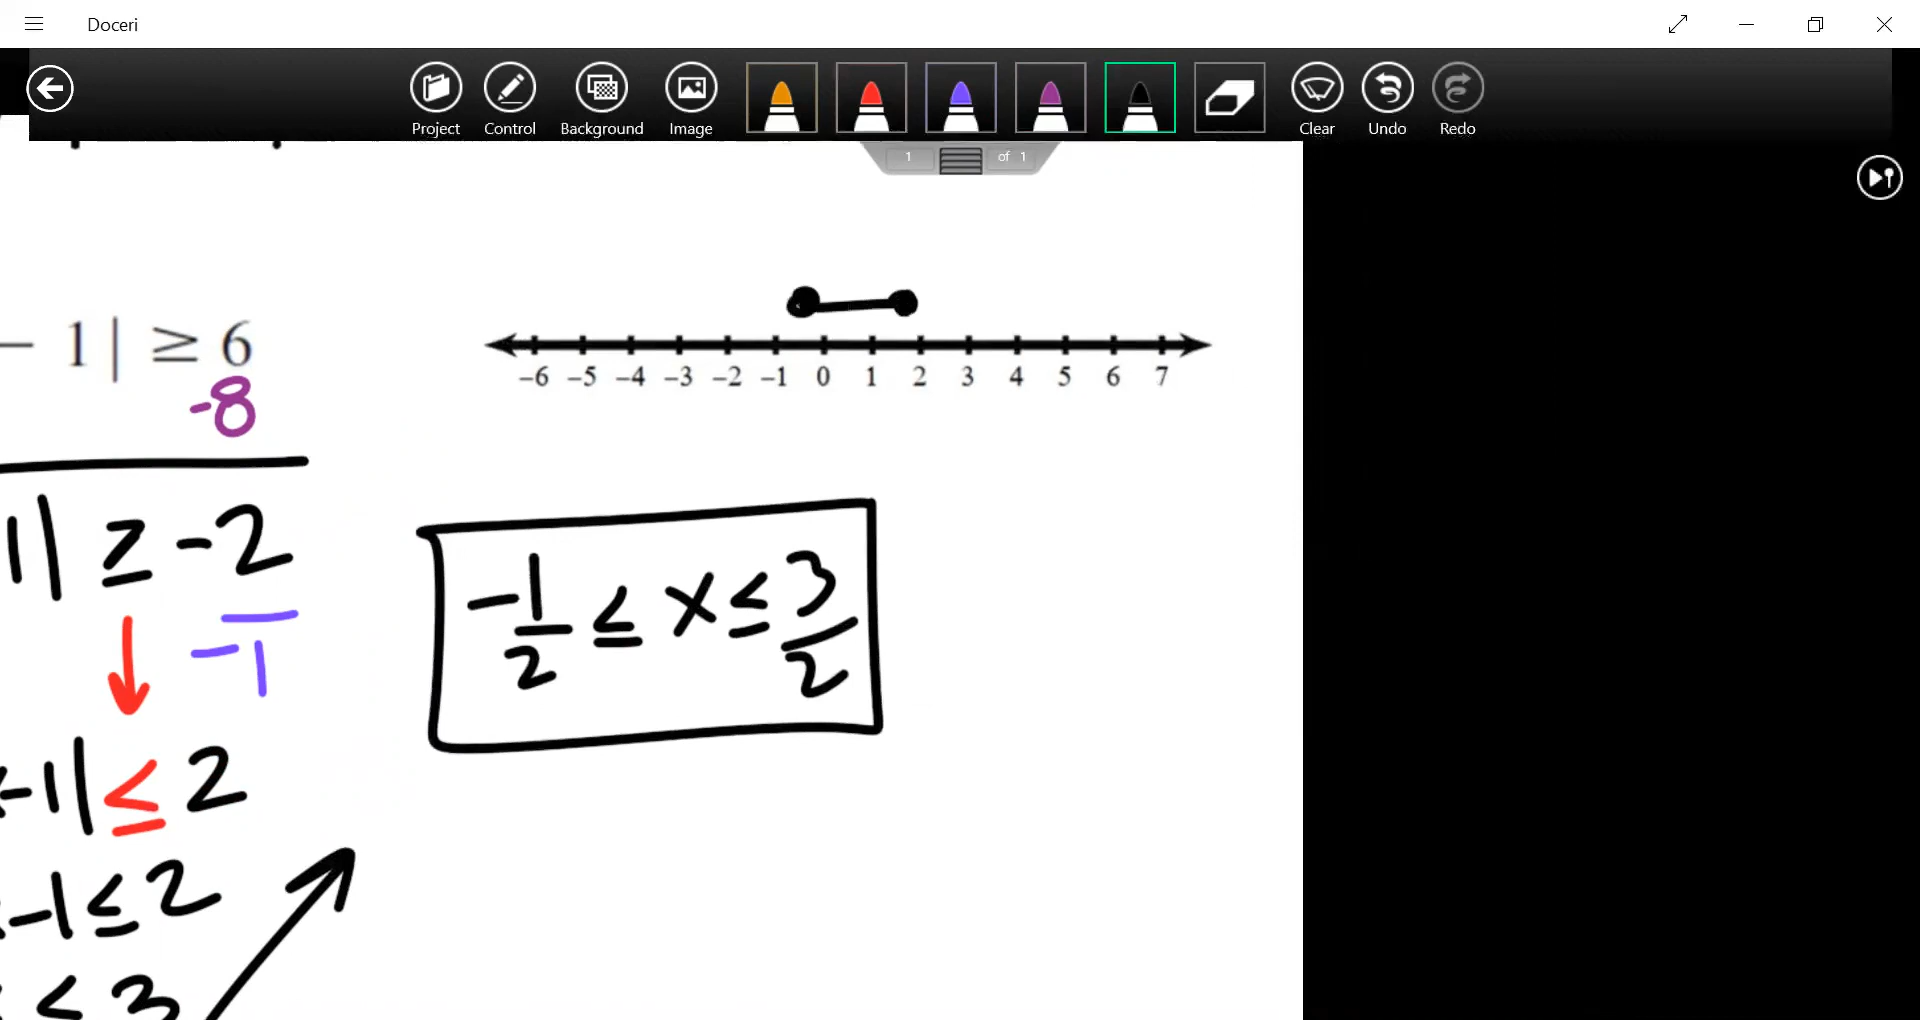 Doceri
Project Control Background Image Clear Undo Redo
1 of 1
− 1| ≥ 6
-8
−6 −5 −4 −3 −2 −1 0 1 2 3 4 5 6 7
1| ≥ -2
-1
-1/2 ≤ x ≤ 3/2
-1| ≤ 2
-1 ≤ 2
≤ 3